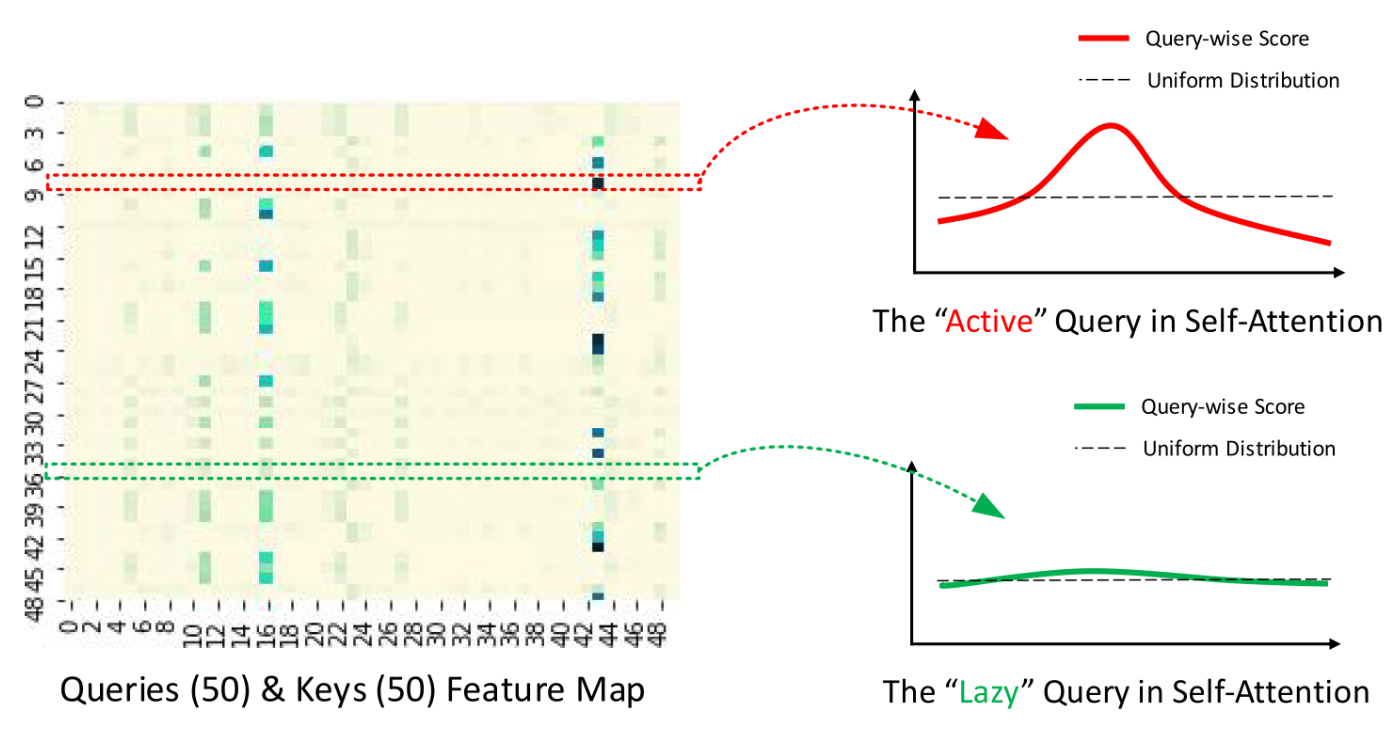 0
3
6
9
12
15
18
21
24
27
30
33
36
39
42
45
48
0 2 4 6 8 10 12 14 16 18 20 22 24 26 28 30 32 34 36 38 40 42 44 46 48
Queries (50) & Keys (50) Feature Map
Query-wise Score
Uniform Distribution
The “Active” Query in Self-Attention
Query-wise Score
Uniform Distribution
The “Lazy” Query in Self-Attention